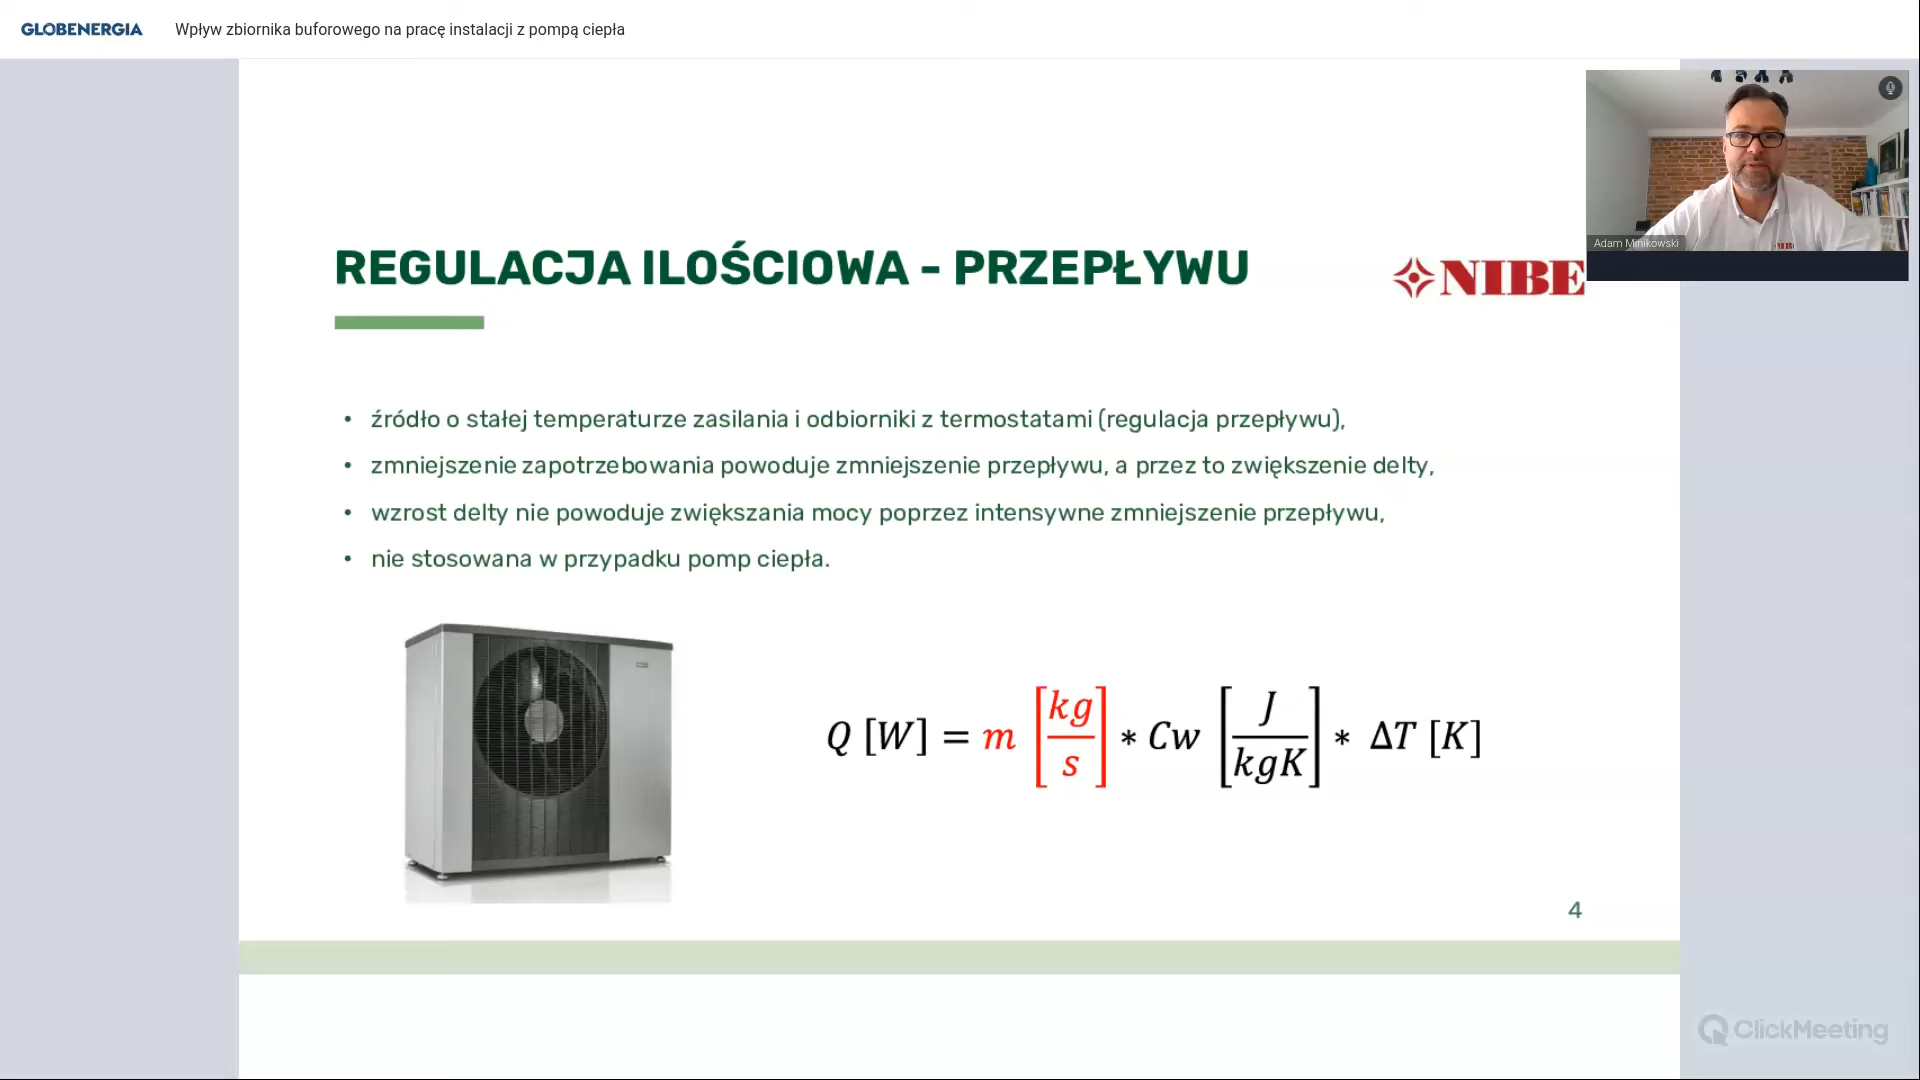 GLOBENERGIA
Wpływ zbiornika buforowego na pracę instalacji z pompą ciepła
Adam Minikowski
REGULACJA ILOŚCIOWA - PRZEPŁYWU
NIBE
• źródło o stałej temperaturze zasilania i odbiorniki z termostatami (regulacja przepływu),
• zmniejszenie zapotrzebowania powoduje zmniejszenie przepływu, a przez to zwiększenie delty,
• wzrost delty nie powoduje zwiększania mocy poprzez intensywne zmniejszenie przepływu,
• nie stosowana w przypadku pomp ciepła.
Q [W] = m [kg/s] * Cw [J/kgK] * ΔT [K]
4
ClickMeeting